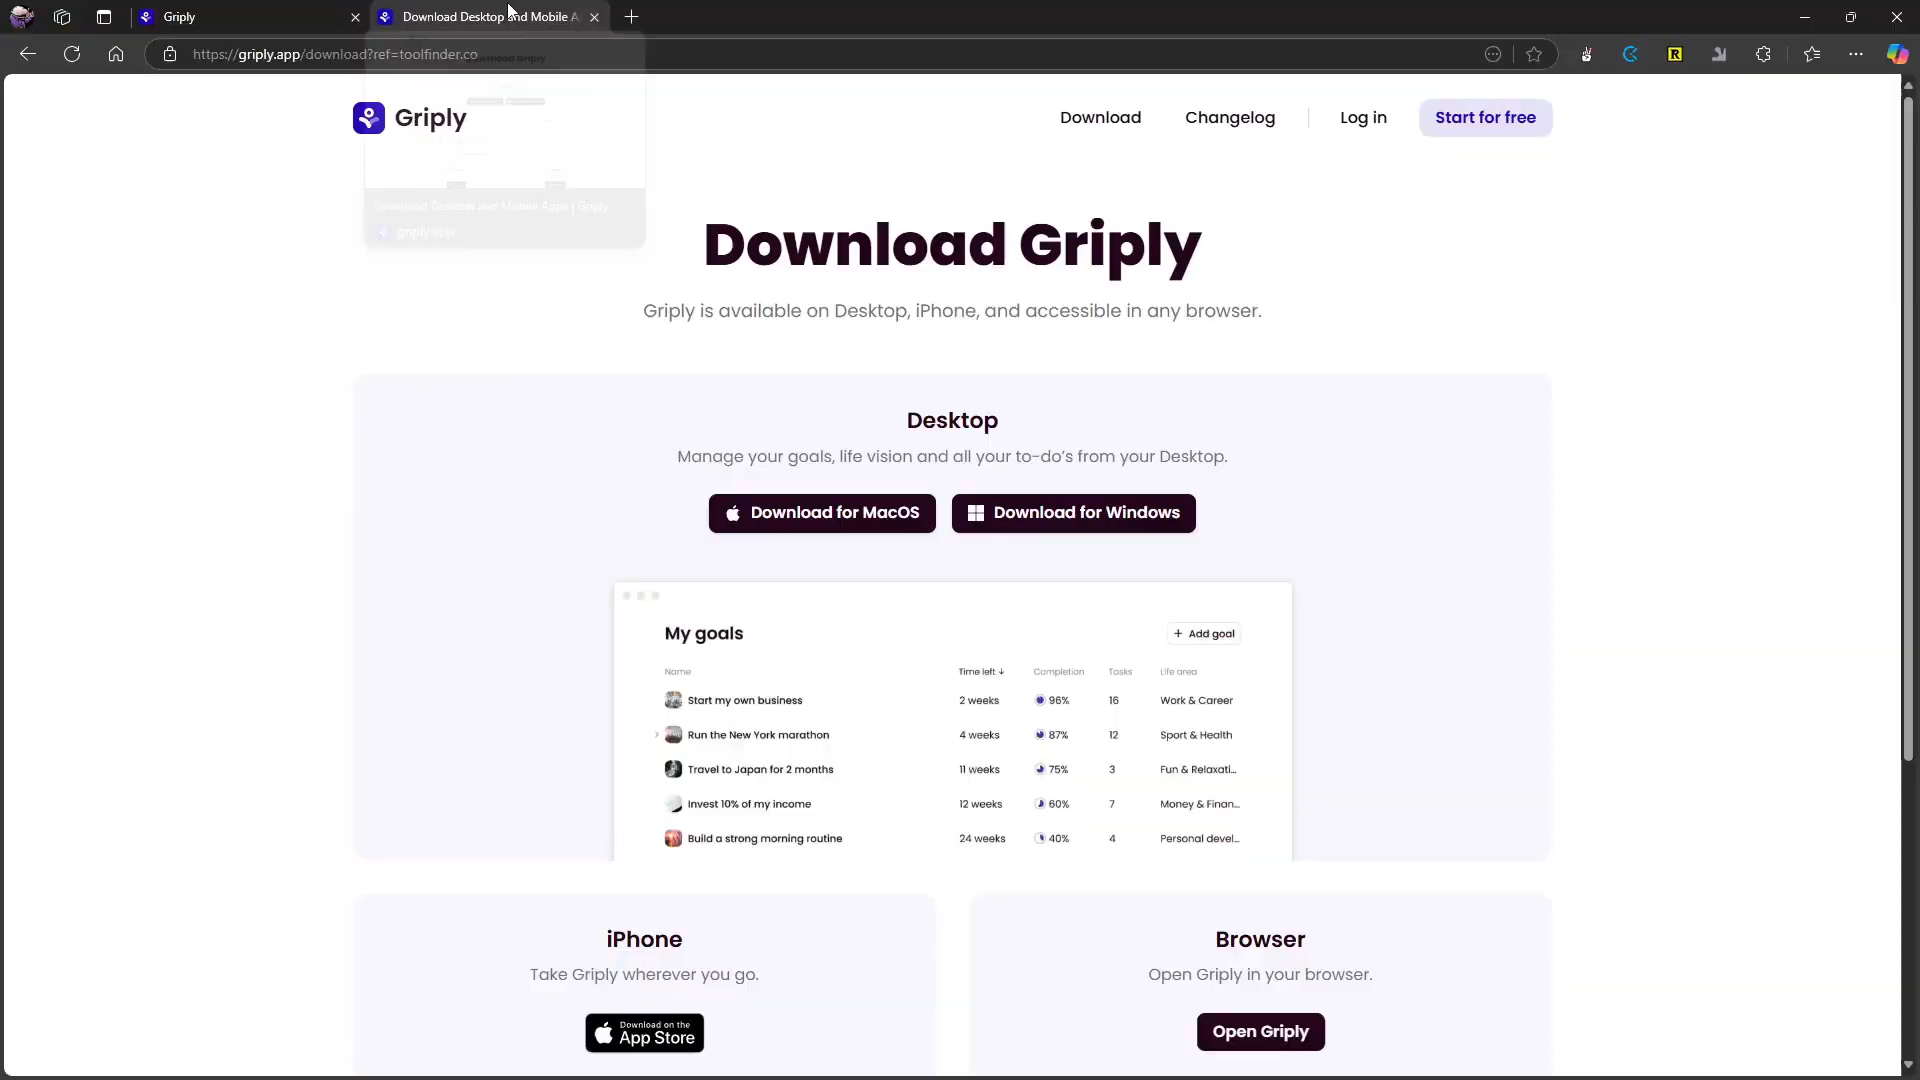 Griply
Download Desktop and Mobile A
https://griply.app/download?ref=toolfinder.co
Griply
Download
Changelog
Log in
Start for free
Download Desktop and Mobile Apps | Griply
Download Griply
Griply is available on Desktop, iPhone, and accessible in any browser.
Desktop
Manage your goals, life vision and all your to-do's from your Desktop.
Download for MacOS
Download for Windows
My goals
+ Add goal
Name Time left ↓ Completion Tasks Life area
Start my own business 2 weeks 96% 16 Work & Career
Run the New York marathon 4 weeks 87% 12 Sport & Health
Travel to Japan for 2 months 11 weeks 75% 3 Fun & Relaxati...
Invest 10% of my income 12 weeks 60% 7 Money & Finan...
Build a strong morning routine 24 weeks 40% 4 Personal devel...
iPhone
Take Griply wherever you go.
Download on the
App Store
Browser
Open Griply in your browser.
Open Griply